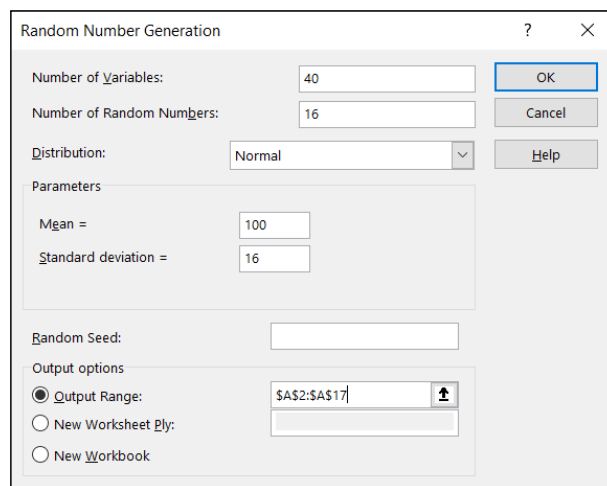 Random Number Generation ? ×
Number of Variables: 40 OK
Number of Random Numbers: 16 Cancel
Distribution: Normal Help
Parameters
Mean = 100
Standard deviation = 16
Random Seed:
Output options
Output Range: $A$2:$A$17
New Worksheet Ply:
New Workbook